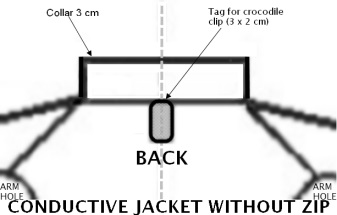 Collar 3 cm
Tag for crocodile
clip (3 x 2 cm)
BACK
ARM
HOLE
ARM
HOLE
CONDUCTIVE JACKET WITHOUT ZIP